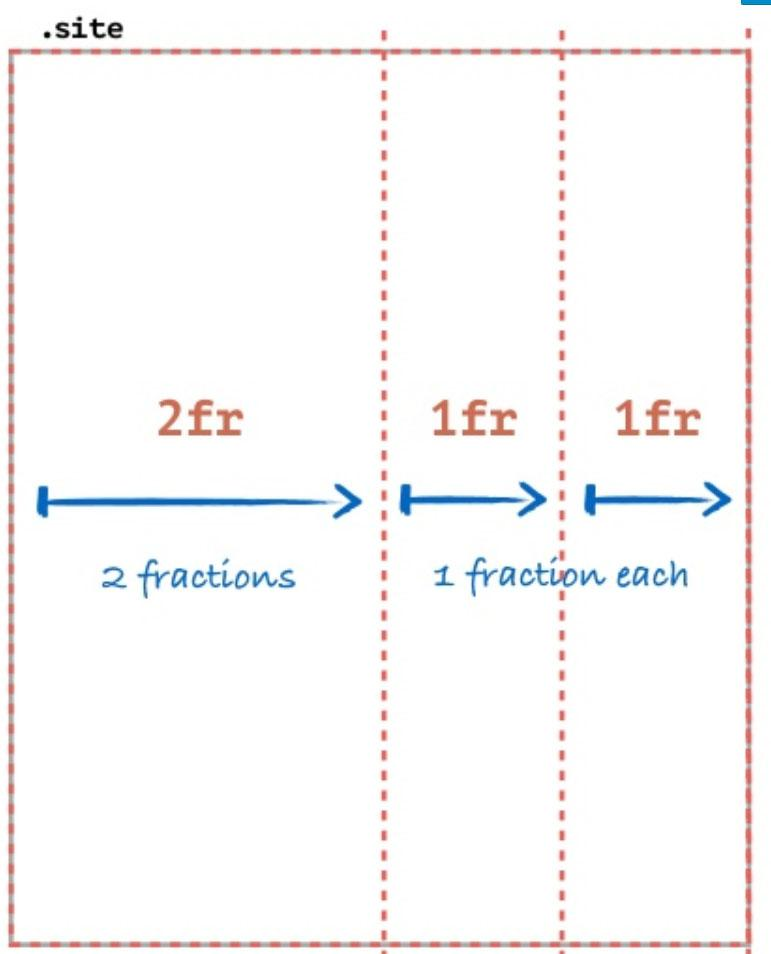 .site
2fr 1fr 1fr
2 fractions 1 fraction each